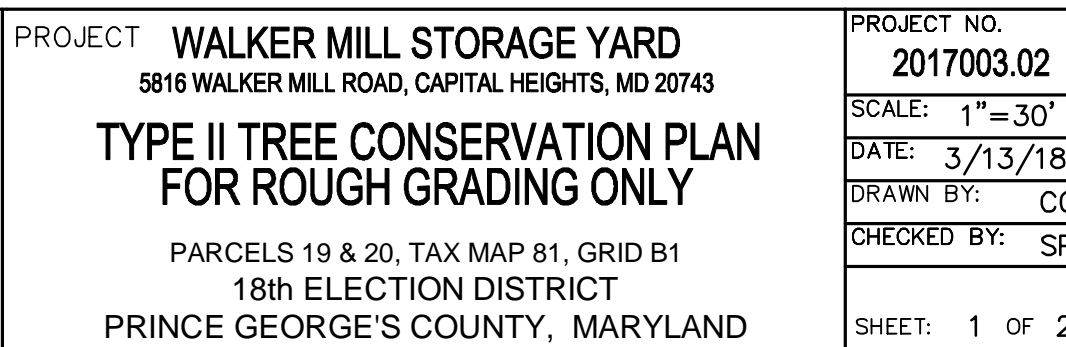 PROJECT WALKER MILL STORAGE YARD
5816 WALKER MILL ROAD, CAPITAL HEIGHTS, MD 20743
TYPE II TREE CONSERVATION PLAN
FOR ROUGH GRADING ONLY
PARCELS 19 & 20, TAX MAP 81, GRID B1
18th ELECTION DISTRICT
PRINCE GEORGE'S COUNTY, MARYLAND
PROJECT NO.
2017003.02
SCALE: 1"=30'
DATE: 3/13/18
DRAWN BY:
CHECKED BY:
SHEET: 1 OF 2